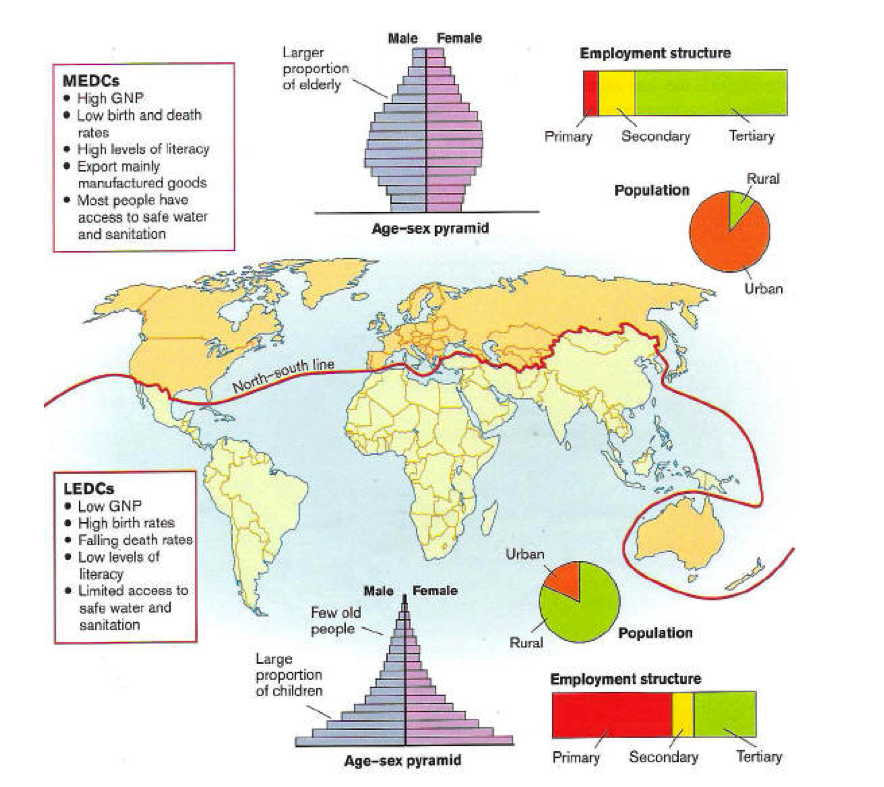 Male Female
Larger
proportion
of elderly
Age–sex pyramid
MEDCs
• High GNP
• Low birth and death
rates
• High levels of literacy
• Export mainly
manufactured goods
• Most people have
access to safe water
and sanitation
Employment structure
Primary Secondary Tertiary
Population
Rural
Urban
North–south line
LEDCs
• Low GNP
• High birth rates
• Falling death rates
• Low levels of
literacy
• Limited access to
safe water and
sanitation
Male Female
Few old
people
Large
proportion
of children
Age–sex pyramid
Urban
Rural
Population
Employment structure
Primary Secondary Tertiary